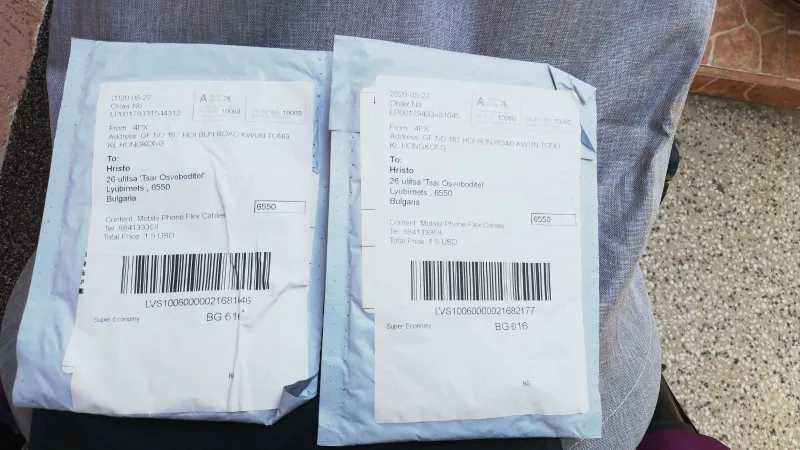 2020-05-27
Order No
From: 4PX
Address: GF NO 167 HOI BUN ROAD KWUN TONG
KL HONGKONG
To:
Hristo
26 ulitsa 'Tsar Osvoboditel'
Lyubimets , 6550
Bulgaria
6550
Content: Mobile Phone Flex Cables
Total Price: 1.5 USD
Super Economy
BG 616
2020-05-27
Order No
From: 4PX
Address: GF NO 167 HOI BUN ROAD KWUN TONG
KL HONGKONG
To:
Hristo
26 ulitsa 'Tsar Osvoboditel'
Lyubimets , 6550
Bulgaria
6550
Content: Mobile Phone Flex Cables
Total Price: 1.5 USD
LVS10060000021682177
Super Economy
BG 616